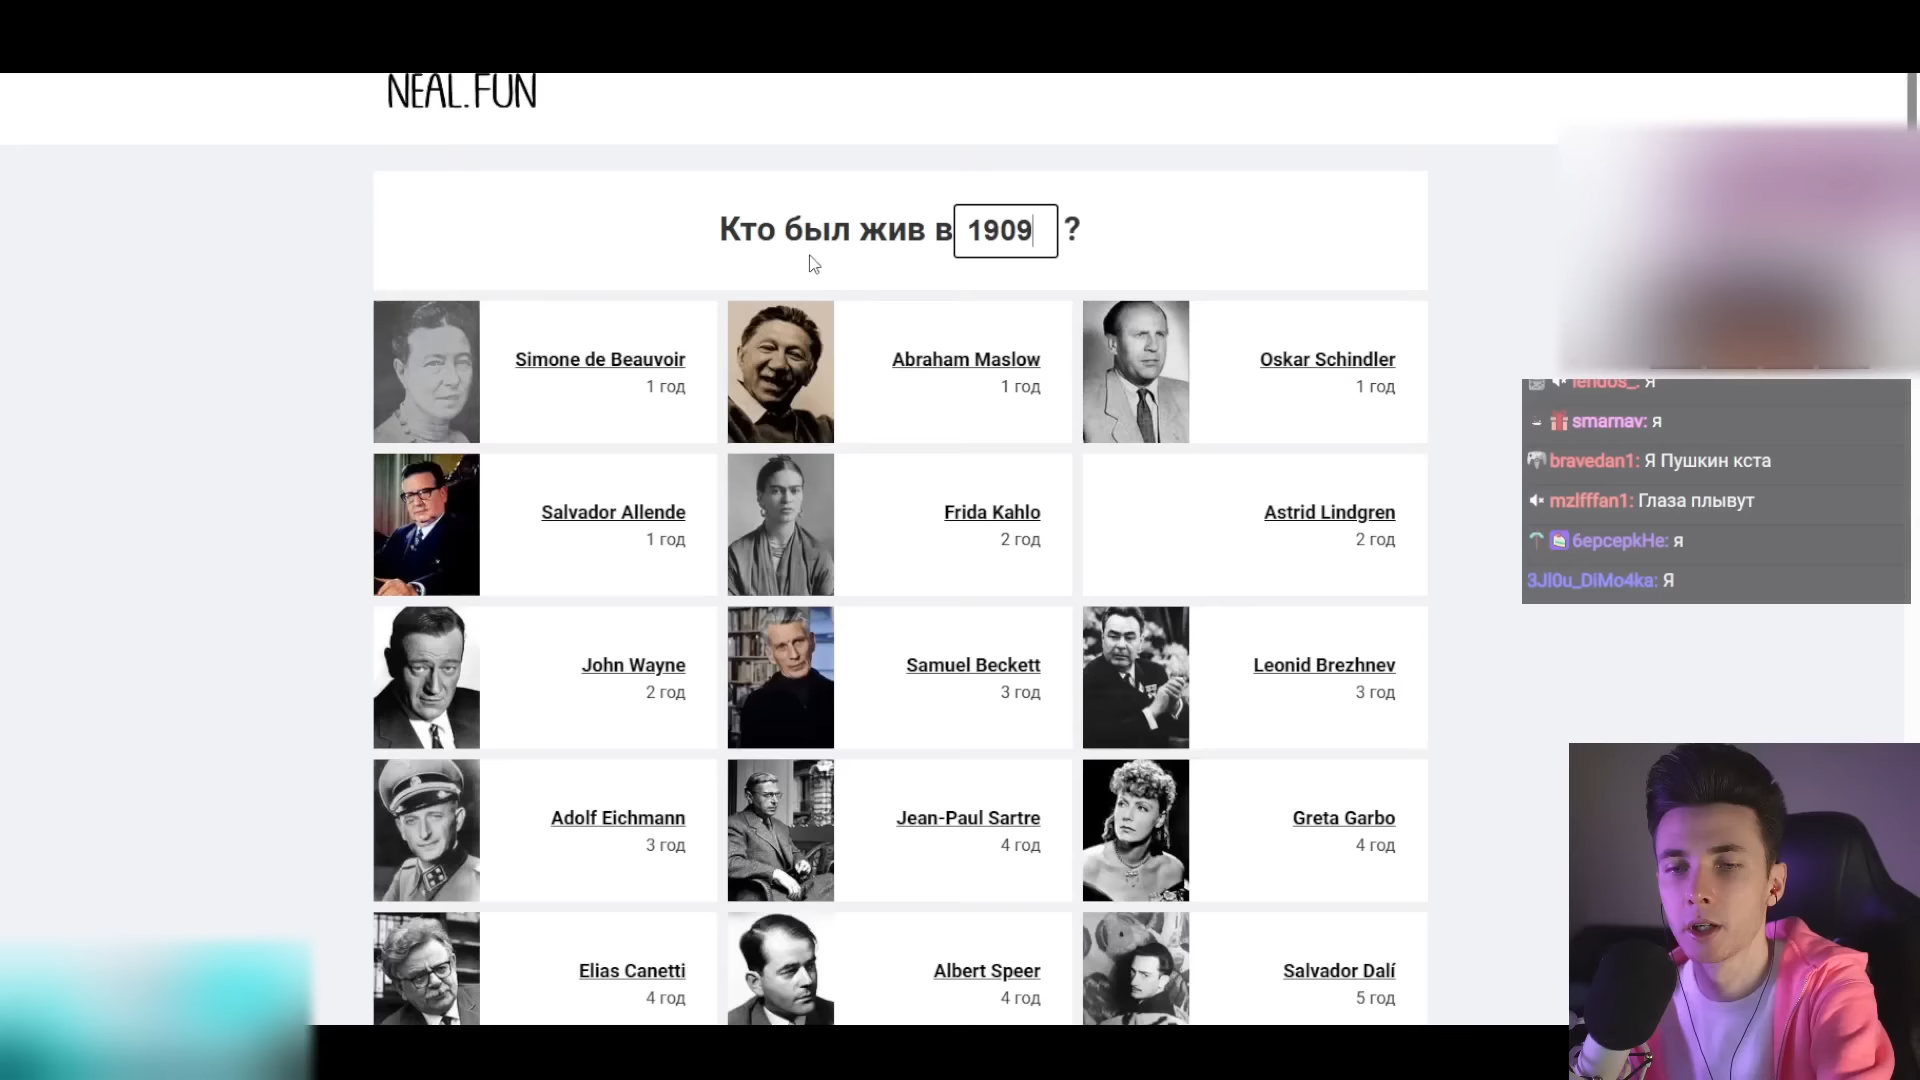 NEAL.FUN
Кто был жив в 1909 ?
Simone de Beauvoir
1 год
Abraham Maslow
1 год
Oskar Schindler
1 год
Salvador Allende
1 год
Frida Kahlo
2 год
Astrid Lindgren
2 год
John Wayne
2 год
Samuel Beckett
3 год
Leonid Brezhnev
3 год
Adolf Eichmann
3 год
Jean-Paul Sartre
4 год
Greta Garbo
4 год
Elias Canetti
4 год
Albert Speer
4 год
Salvador Dalí
5 год
smarnav: я
bravedan1: Я Пушкин кста
mzlfffan1: Глаза плывут
6epcepkHe: я
3Jl0u_DiMo4ka: Я